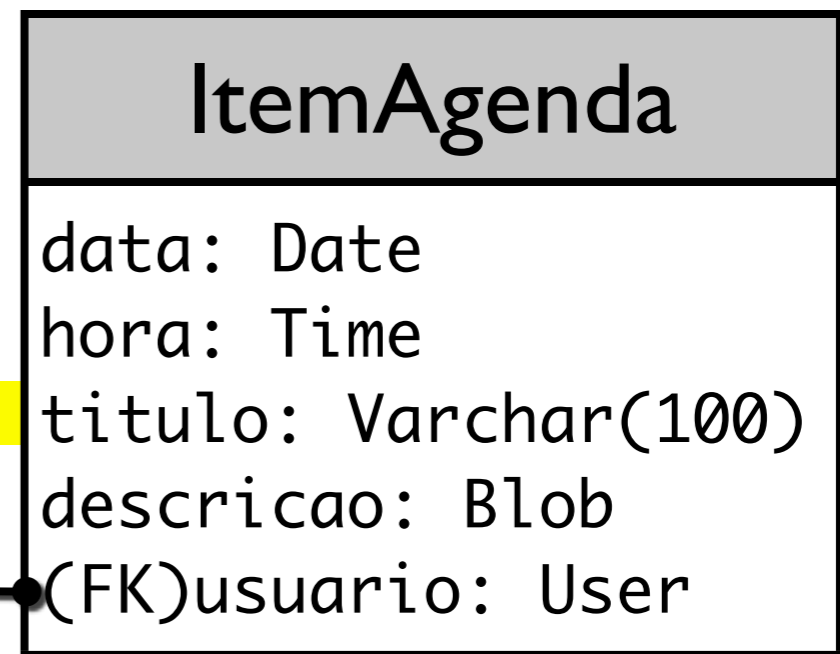 ItemAgenda
data: Date
hora: Time
titulo: Varchar(100)
descricao: Blob
(FK)usuario: User